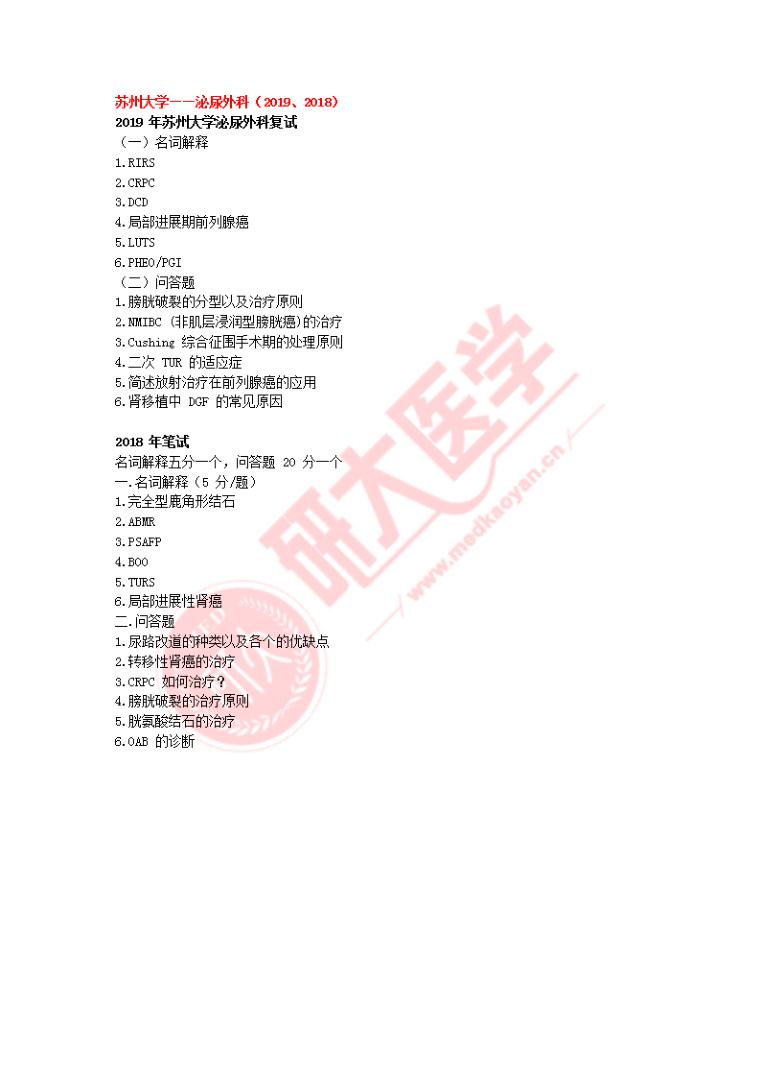 苏州大学——泌尿外科（2019、2018）
2019 年苏州大学泌尿外科复试
（一）名词解释
1.RIRS
2.CRPC
3.DCD
4.局部进展期前列腺癌
5.LUTS
6.PHEO/PGI
（二）问答题
1.膀胱破裂的分型以及治疗原则
2.NMIBC (非肌层浸润型膀胱癌)的治疗
3.Cushing 综合征围手术期的处理原则
4.二次 TUR 的适应症
5.简述放射治疗在前列腺癌的应用
6.肾移植中 DGF 的常见原因
2018 年笔试
名词解释五分一个，问答题 20 分一个
一.名词解释（5 分/题）
1.完全型鹿角形结石
2.ABMR
3.PSAFP
4.BOO
5.TURS
6.局部进展性肾癌
二.问答题
1.尿路改道的种类以及各个的优缺点
2.转移性肾癌的治疗
3.CRPC 如何治疗？
4.膀胱破裂的治疗原则
5.胱氨酸结石的治疗
6.OAB 的诊断
研大医学
www.medkaoyan.cn